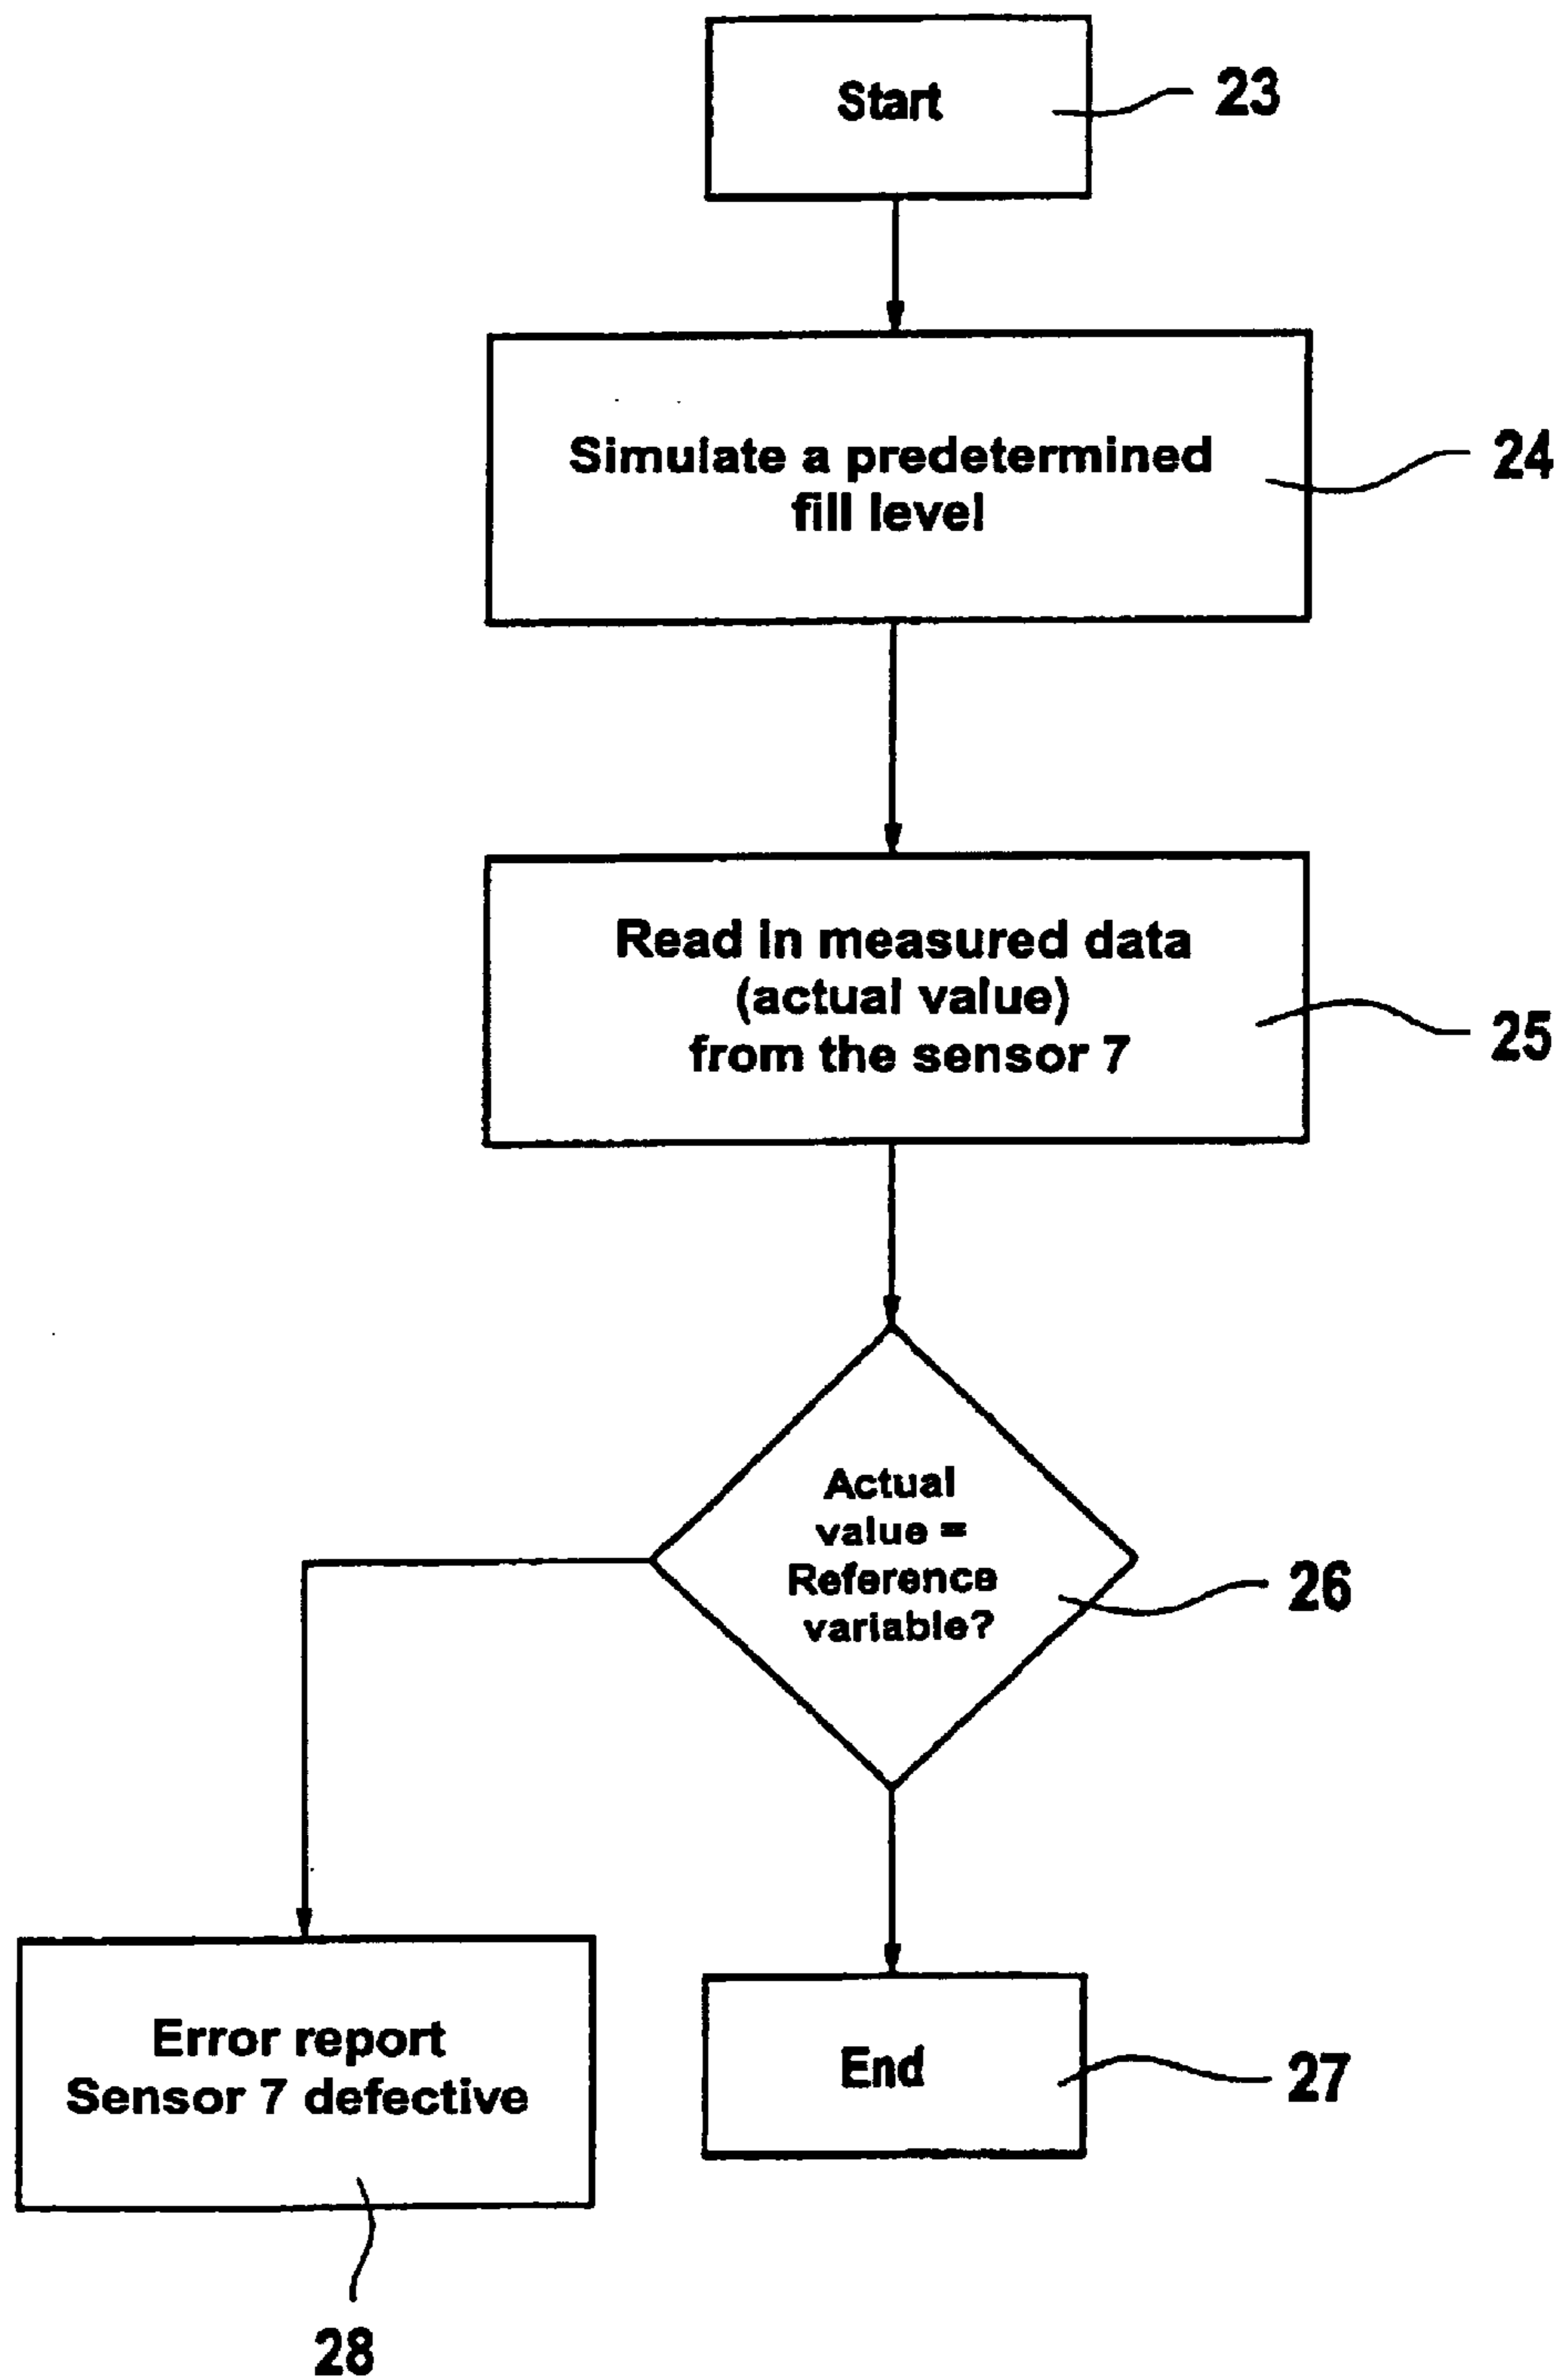 Start
23
Simulate a predetermined
fill level
24
Read in measured data
(actual value)
from the sensor 7
25
Actual
value =
Reference
variable?
26
Error report
Sensor 7 defective
28
End
27